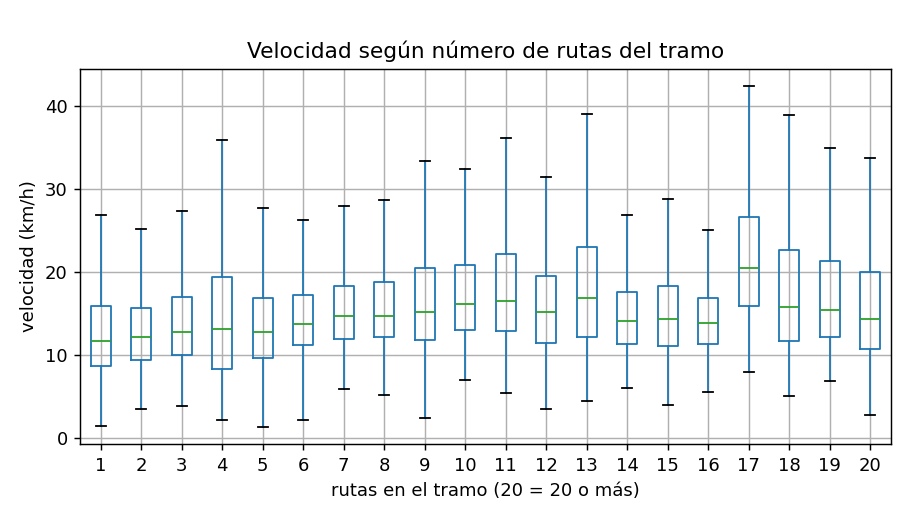 Velocidad según número de rutas del tramo
velocidad (km/h)
40
30
20
10
0
1 2 3 4 5 6 7 8 9 10 11 12 13 14 15 16 17 18 19 20
rutas en el tramo (20 = 20 o más)